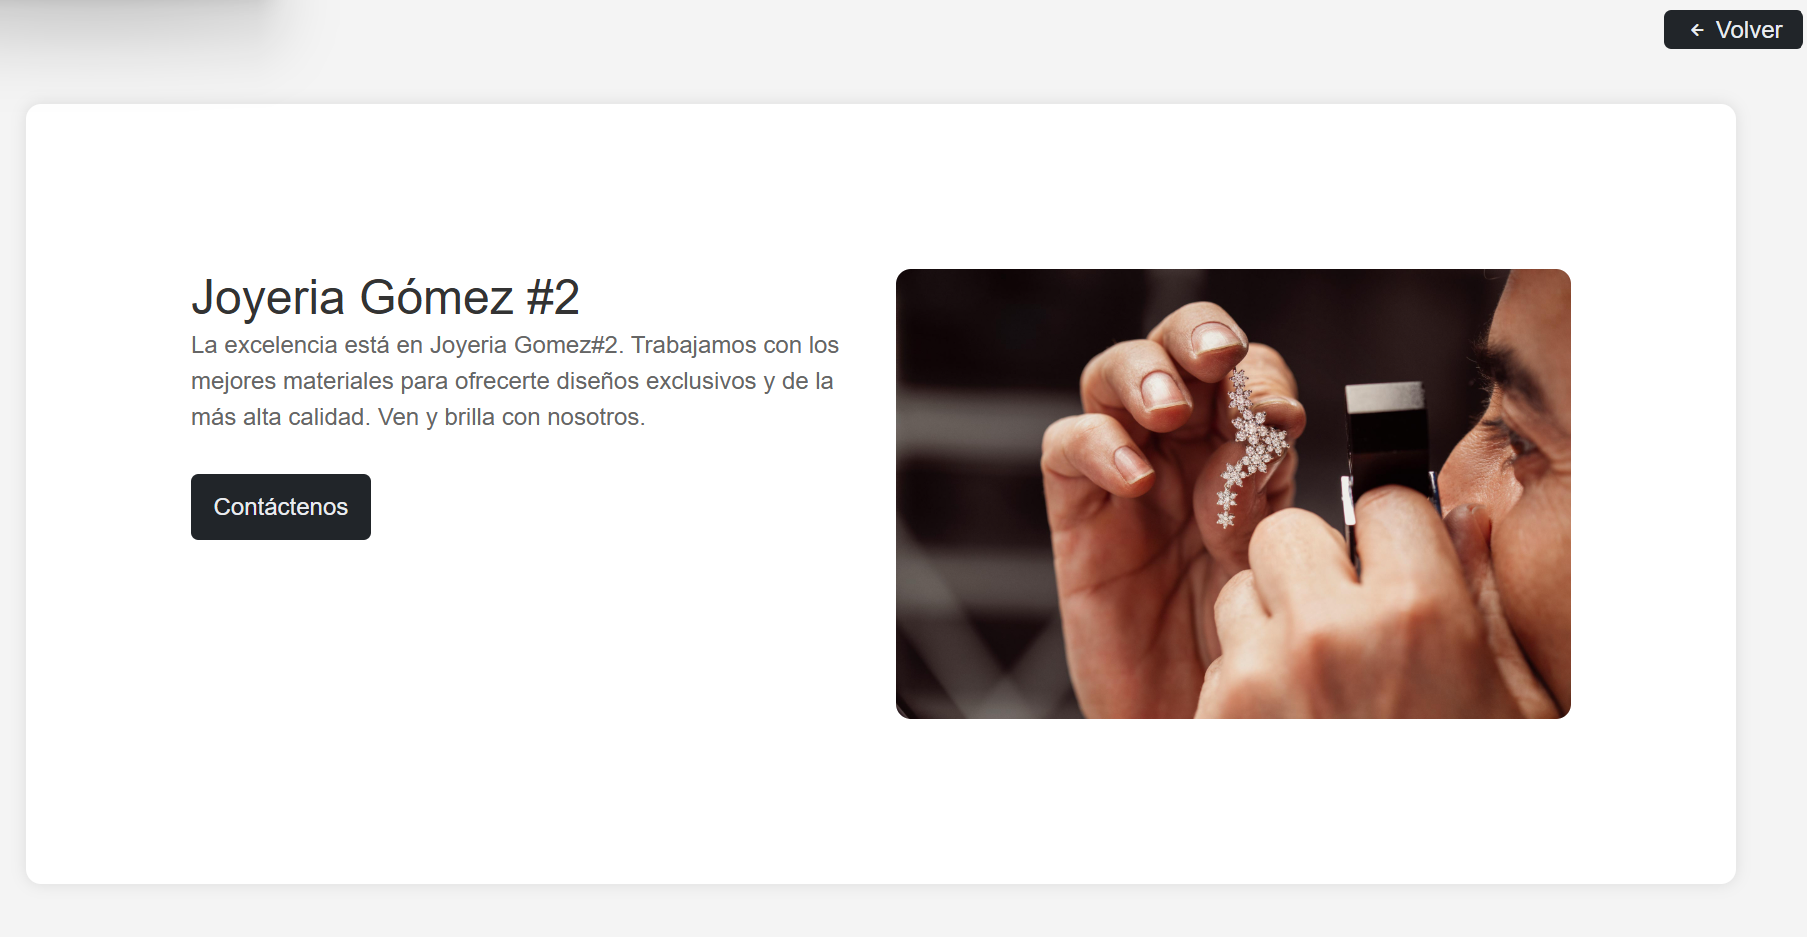 Volver
Joyeria Gómez #2
La excelencia está en Joyeria Gomez#2. Trabajamos con los
mejores materiales para ofrecerte diseños exclusivos y de la
más alta calidad. Ven y brilla con nosotros.
Contáctenos